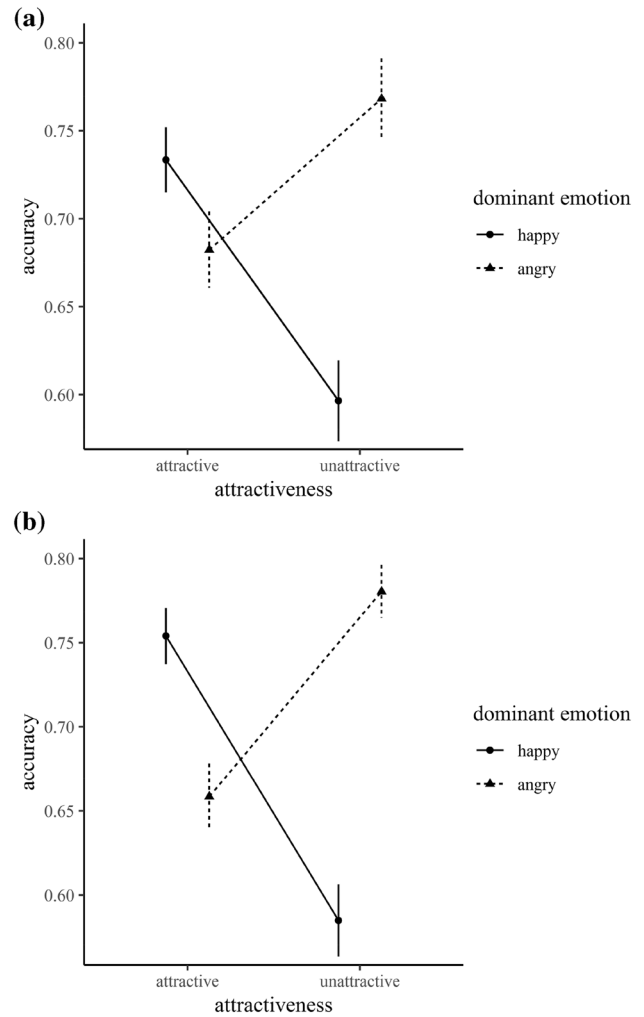 (a)
0.80
0.75
0.70
0.65
0.60
accuracy
attractive unattractive
attractiveness
dominant emotion
happy
angry
(b)
0.80
0.75
0.70
0.65
0.60
accuracy
attractive unattractive
attractiveness
dominant emotion
happy
angry